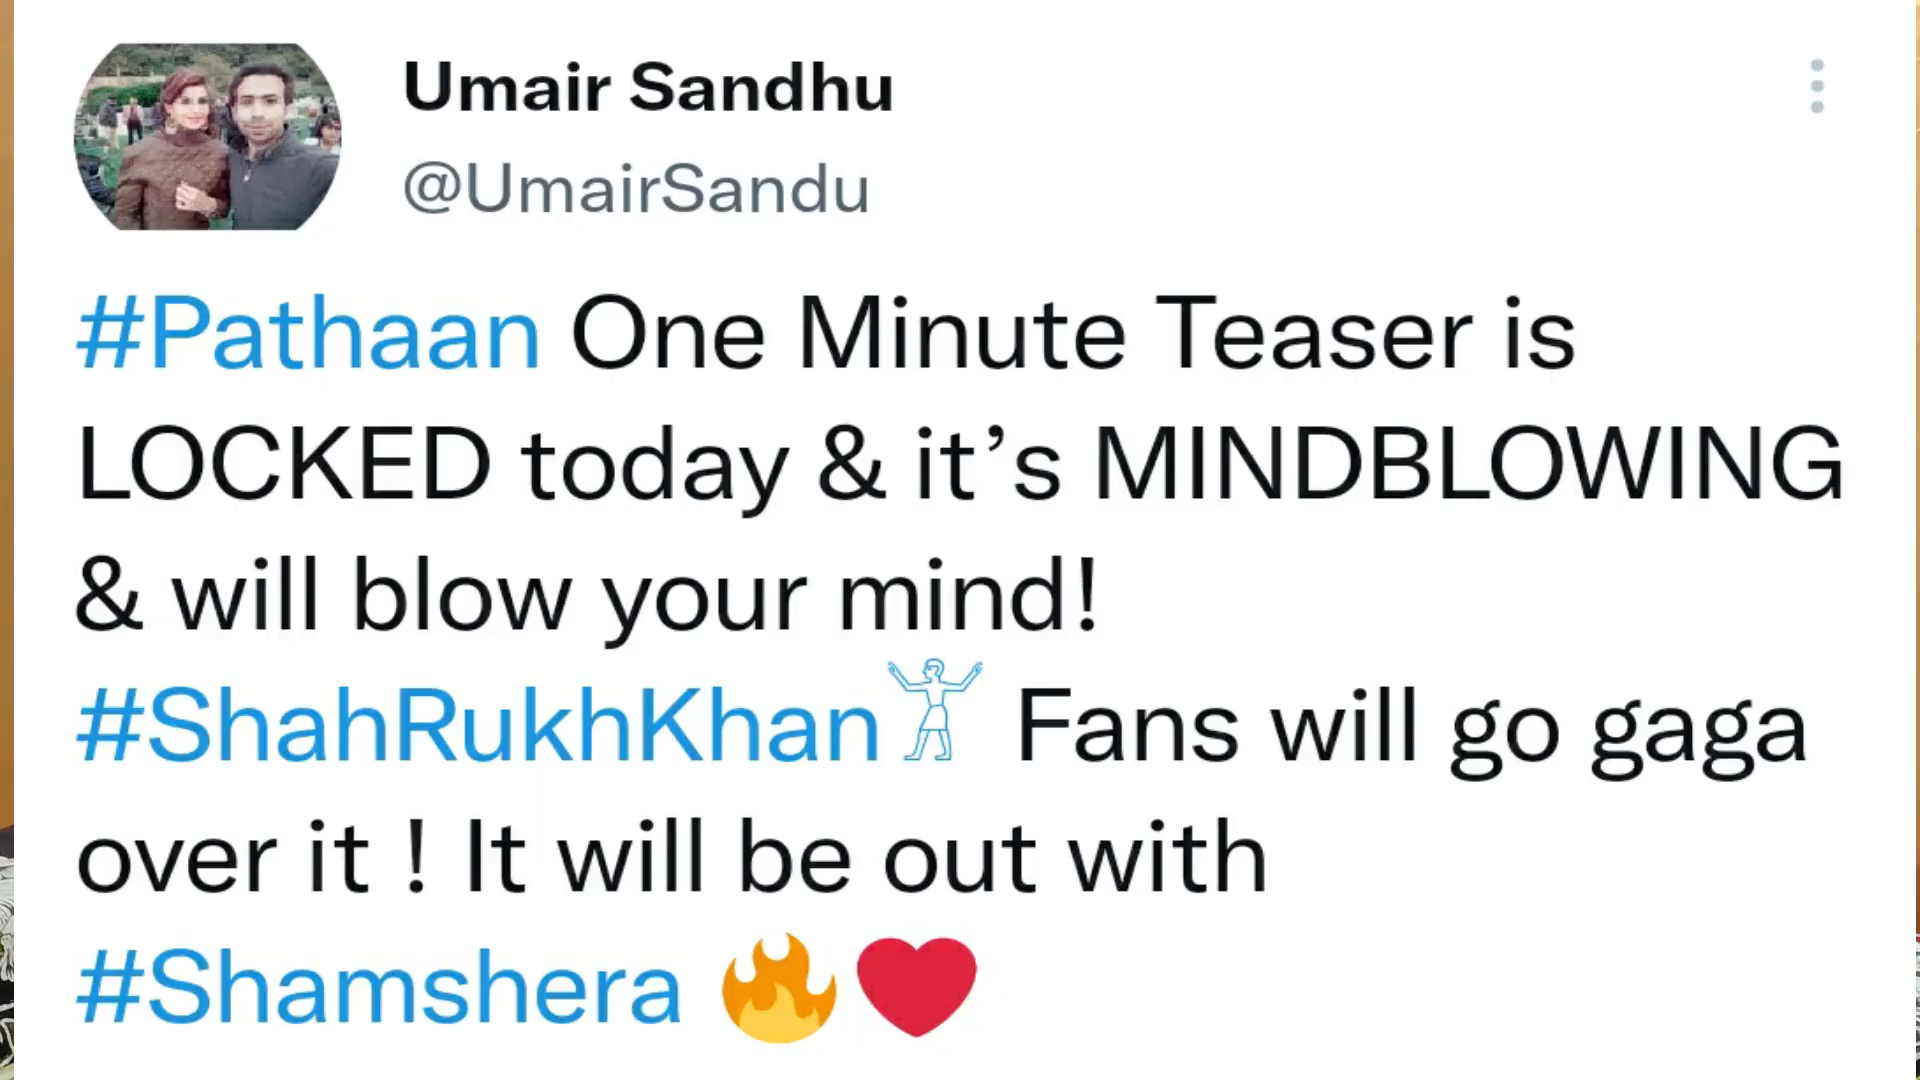 Umair Sandhu
@UmairSandu
#Pathaan One Minute Teaser is
LOCKED today & it’s MINDBLOWING
& will blow your mind!
#ShahRukhKhan𓀠 Fans will go gaga
over it ! It will be out with
#Shamshera 🔥❤️